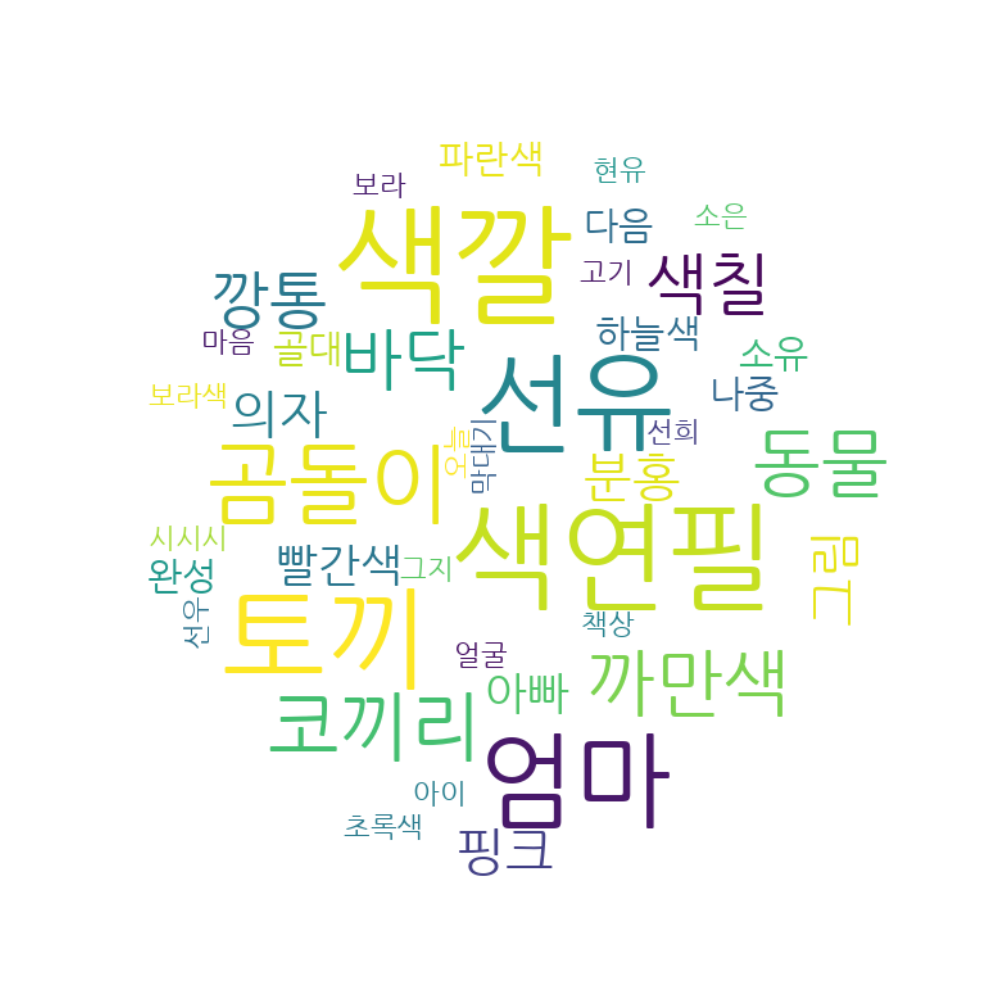 파란색
현유
보라
색깔
다음
소은
고기
색칠
깡통
마음
골대
바닥
하늘색
소유
선유
나중
보라색
의자
오늘
막대기
선희
곰돌이
분홍
동물
색연필
시시시
빨간색
그지
완성
그림
선우
토끼
책상
얼굴
아빠
까만색
코끼리
엄마
아이
초록색
핑크